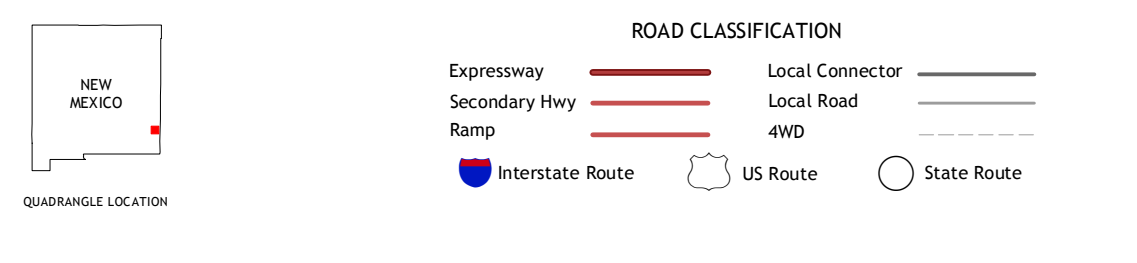 NEW
MEXICO
QUADRANGLE LOCATION
ROAD CLASSIFICATION
Expressway
Local Connector
Secondary Hwy
Local Road
Ramp
4WD
Interstate Route
US Route
State Route